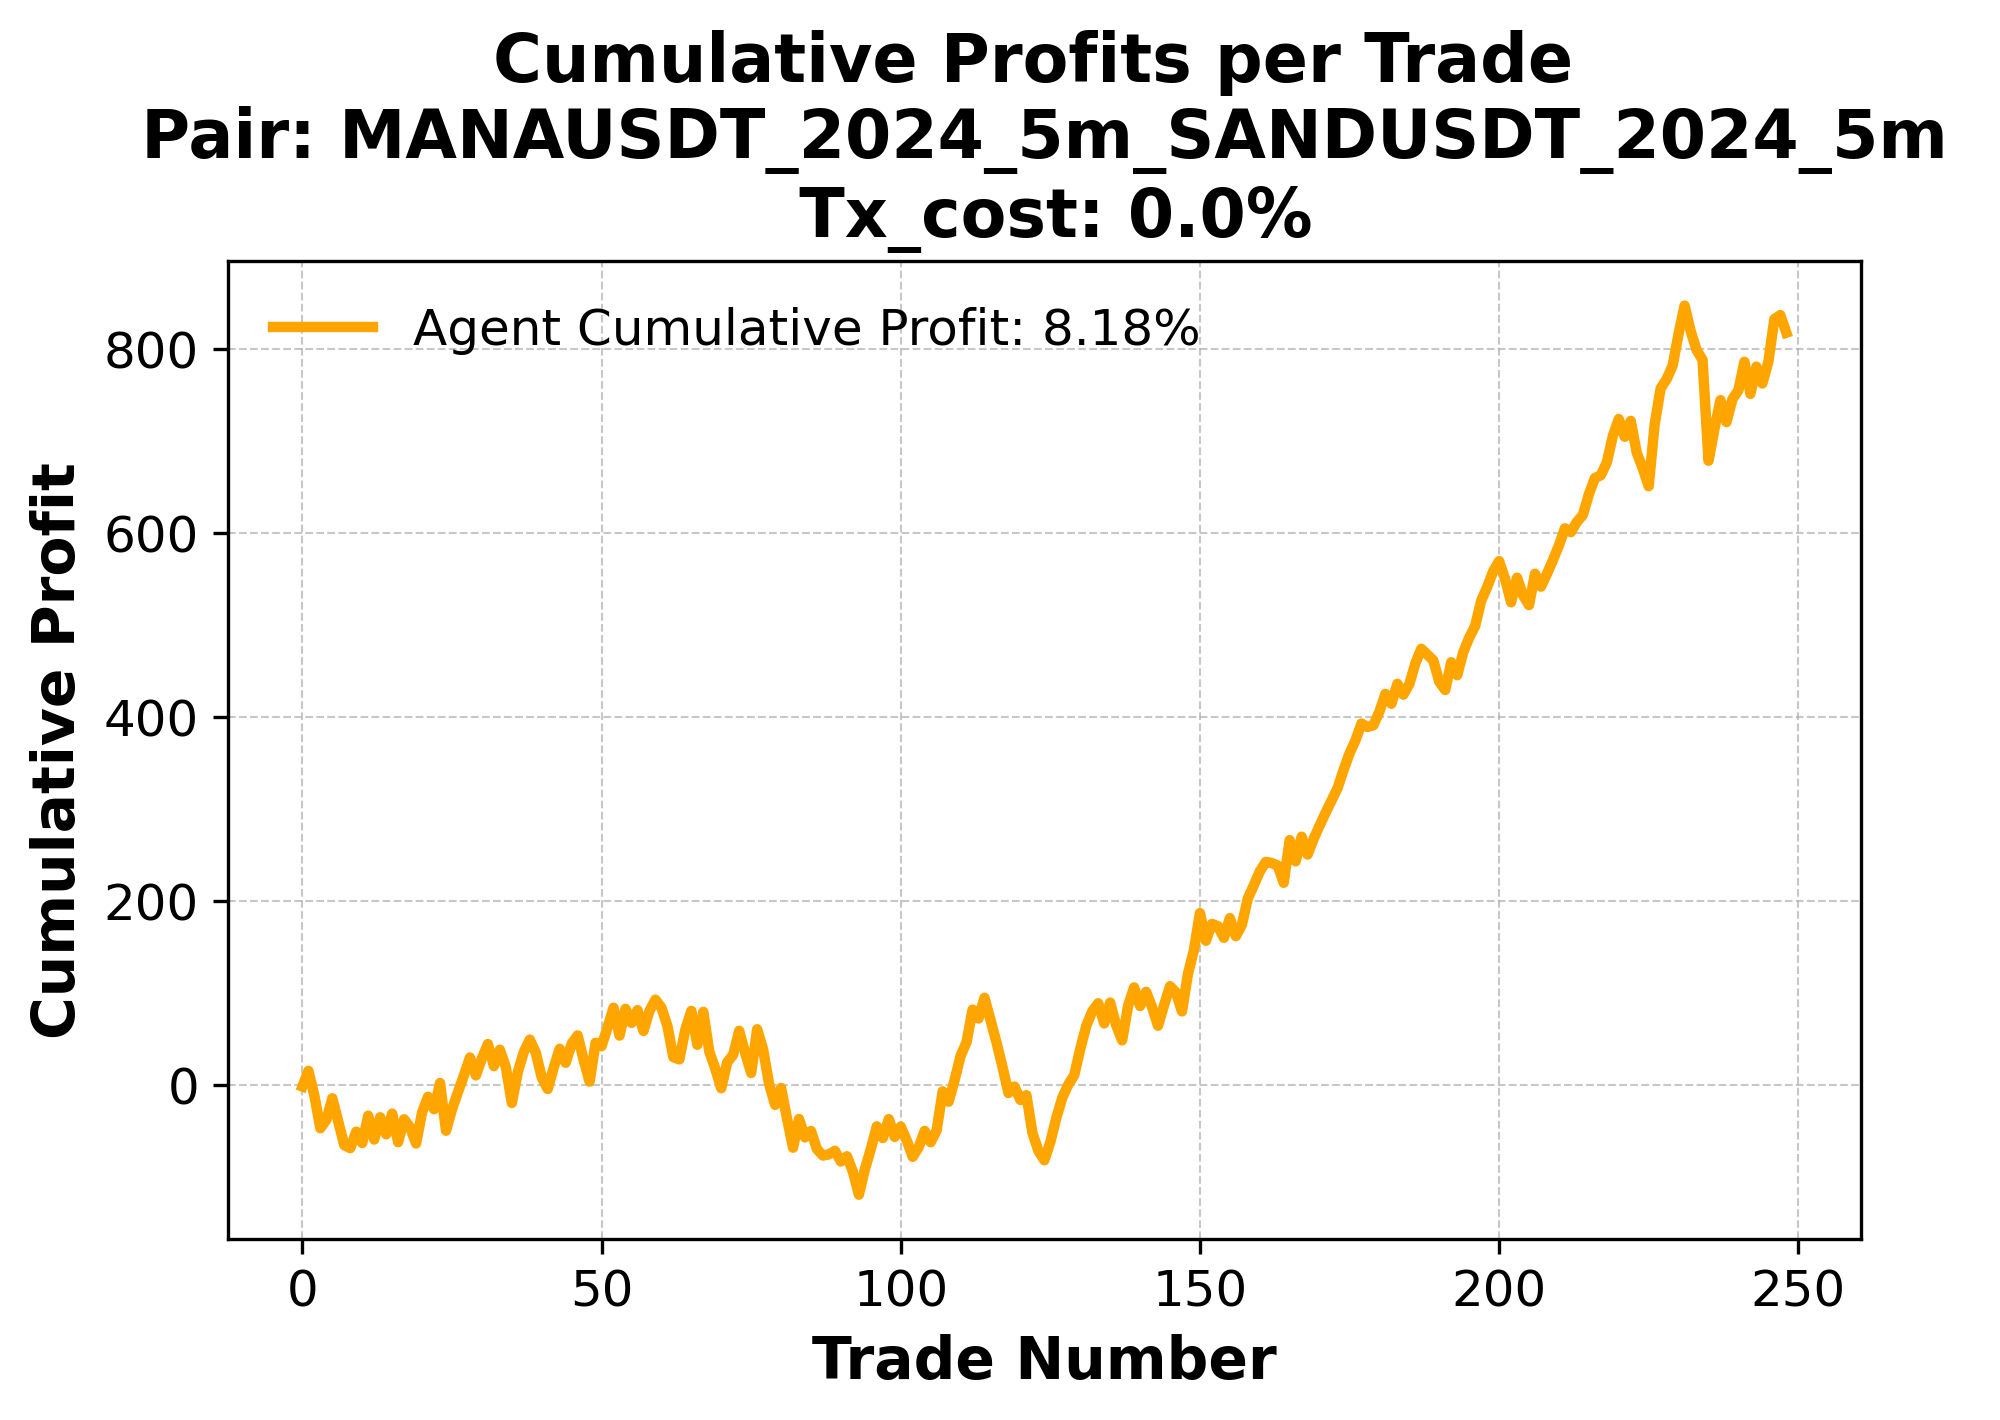 Cumulative Profits per Trade
Pair: MANAUSDT_2024_5m_SANDUSDT_2024_5m
Tx_cost: 0.0%
Agent Cumulative Profit: 8.18%
Cumulative Profit
800
600
400
200
0
0 50 100 150 200 250
Trade Number